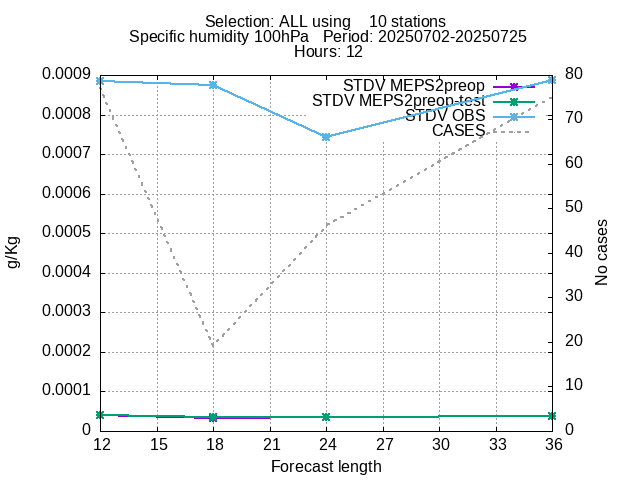 Selection: ALL using    10 stations
Specific humidity 100hPa   Period: 20250702-20250725
Hours: 12
STDV MEPS2preop
STDV MEPS2preop-test
STDV OBS
CASES
0.0009
0.0008
0.0007
0.0006
0.0005
0.0004
0.0003
0.0002
0.0001
0
g/Kg
80
70
60
50
40
30
20
10
0
No cases
12 15 18 21 24 27 30 33 36
Forecast length